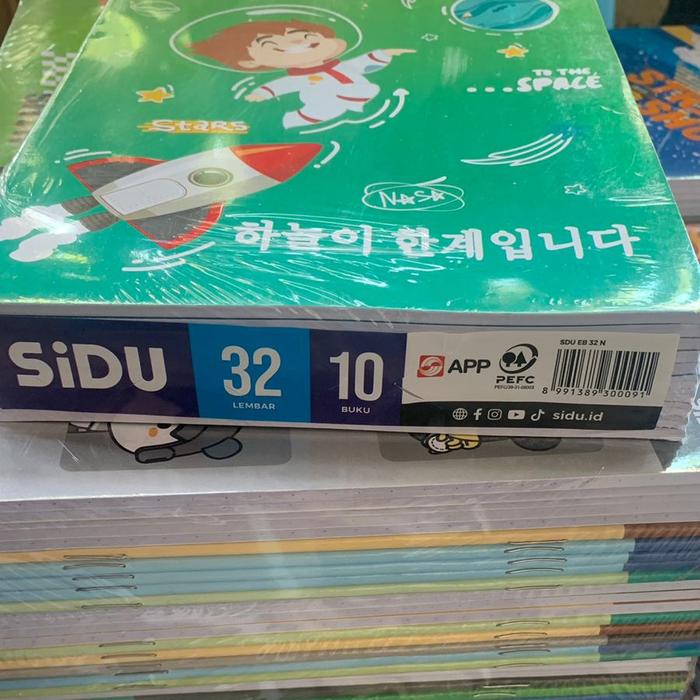 TO THE
...SPACE
Stars
NASA
하늘이 한계입니다
SiDU
32
LEMBAR
10
BUKU
APP
PEFC
SDU EB 32 N
8 991389 300091
sidu.id